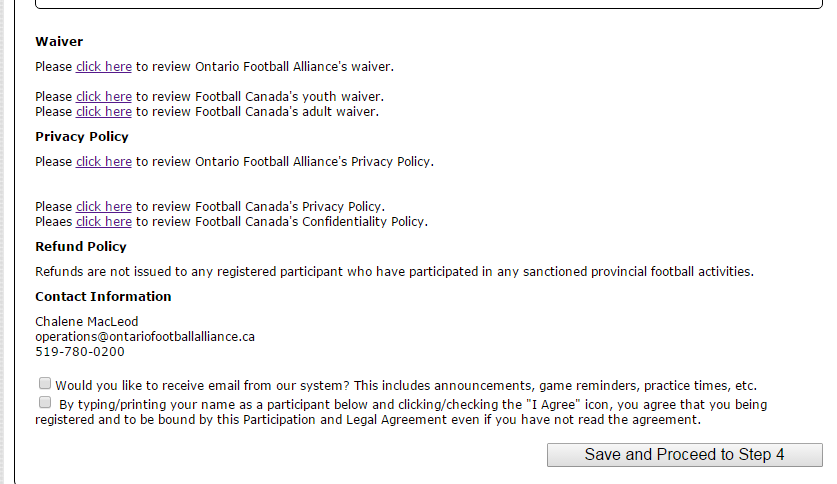 Waiver
Please click here to review Ontario Football Alliance's waiver.
Please click here to review Football Canada's youth waiver.
Please click here to review Football Canada's adult waiver.
Privacy Policy
Please click here to review Ontario Football Alliance's Privacy Policy.
Please click here to review Football Canada's Privacy Policy.
Pleaes click here to review Football Canada's Confidentiality Policy.
Refund Policy
Refunds are not issued to any registered participant who have participated in any sanctioned provincial football activities.
Contact Information
Chalene MacLeod
operations@ontariofootballalliance.ca
519-780-0200
Would you like to receive email from our system? This includes announcements, game reminders, practice times, etc.
By typing/printing your name as a participant below and clicking/checking the "I Agree" icon, you agree that you being
registered and to be bound by this Participation and Legal Agreement even if you have not read the agreement.
Save and Proceed to Step 4